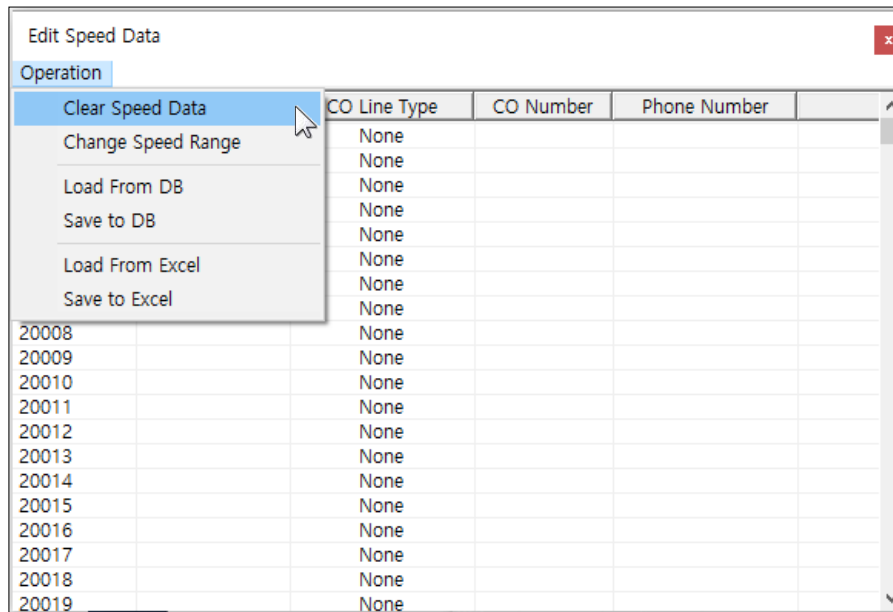 Edit Speed Data
x
Operation
Clear Speed Data
Change Speed Range
Load From DB
Save to DB
Load From Excel
Save to Excel
CO Line Type CO Number Phone Number
None
None
None
None
None
None
None
None
20008 None
20009 None
20010 None
20011 None
20012 None
20013 None
20014 None
20015 None
20016 None
20017 None
20018 None
20019 None